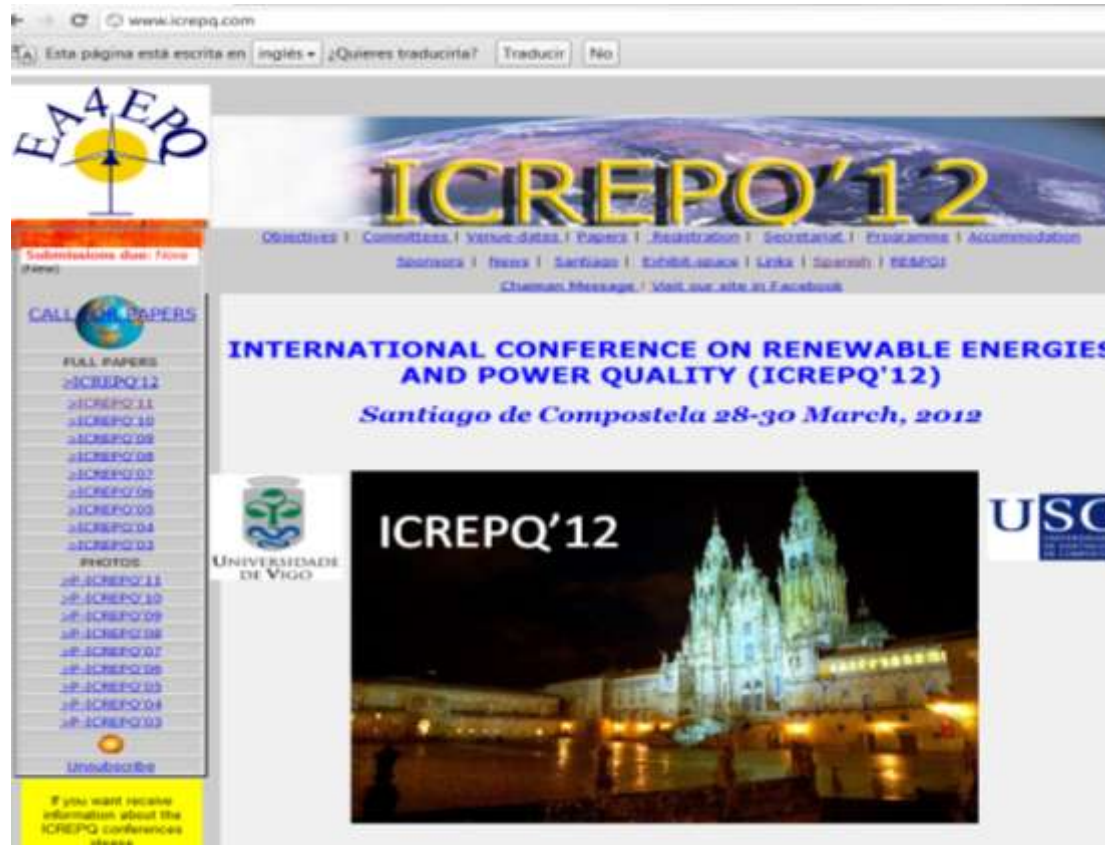 www.icrepq.com
Esta página está escrita en inglés ¿Quieres traducirla? Traducir No
EA4EPQ
ICREPQ'12
Objectives | Committees | Venue-dates | Papers | Registration | Secretariat | Programme | Accommodation
Sponsors | News | Santiago | Exhibit-space | Links | Spanish | RE&PQJ
Chairman Message | Visit our site in Facebook
Submissions due: Nov
(New)
CALL FOR PAPERS
FULL PAPERS
>ICREPQ'12
>ICREPQ'11
>ICREPQ'10
>ICREPQ'09
>ICREPQ'08
>ICREPQ'07
>ICREPQ'06
>ICREPQ'05
>ICREPQ'04
>ICREPQ'03
PHOTOS
>P-ICREPQ'11
>P-ICREPQ'10
>P-ICREPQ'09
>P-ICREPQ'08
>P-ICREPQ'07
>P-ICREPQ'06
>P-ICREPQ'05
>P-ICREPQ'04
>P-ICREPQ'03
Unsubscribe
If you want receive
information about the
ICREPQ conferences
please
INTERNATIONAL CONFERENCE ON RENEWABLE ENERGIES
AND POWER QUALITY (ICREPQ'12)
Santiago de Compostela 28-30 March, 2012
UNIVERSIDADE
DE VIGO
ICREPQ'12
USC